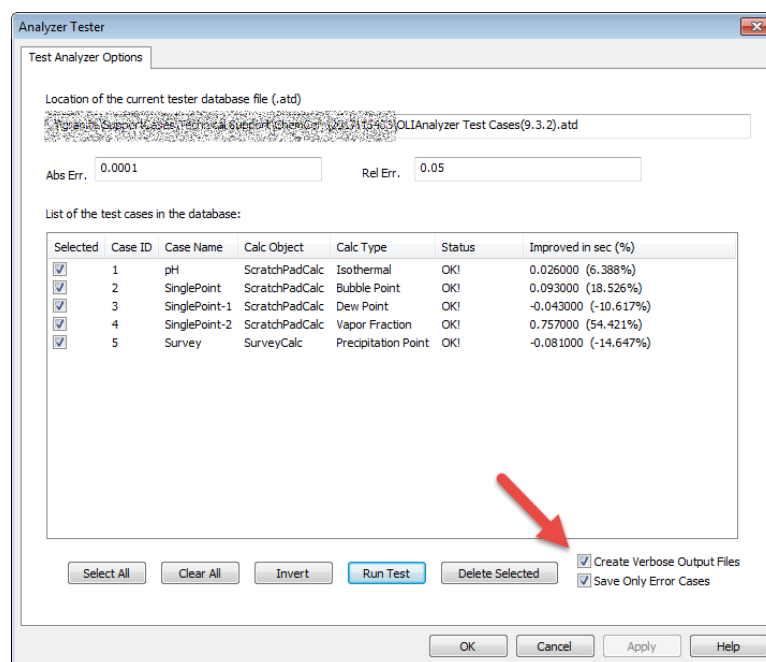 Analyzer Tester
Test Analyzer Options
Location of the current tester database file (.atd)
OLIAnalyzer Test Cases(9.3.2).atd
Abs Err. 0.0001 Rel Err. 0.05
List of the test cases in the database:
Selected Case ID Case Name Calc Object Calc Type Status Improved in sec (%)
1 pH ScratchPadCalc Isothermal OK! 0.026000 (6.388%)
2 SinglePoint ScratchPadCalc Bubble Point OK! 0.093000 (18.526%)
3 SinglePoint-1 ScratchPadCalc Dew Point OK! -0.043000 (-10.617%)
4 SinglePoint-2 ScratchPadCalc Vapor Fraction OK! 0.757000 (54.421%)
5 Survey SurveyCalc Precipitation Point OK! -0.081000 (-14.647%)
Create Verbose Output Files
Select All Clear All Invert Run Test Delete Selected
Save Only Error Cases
OK Cancel Apply Help